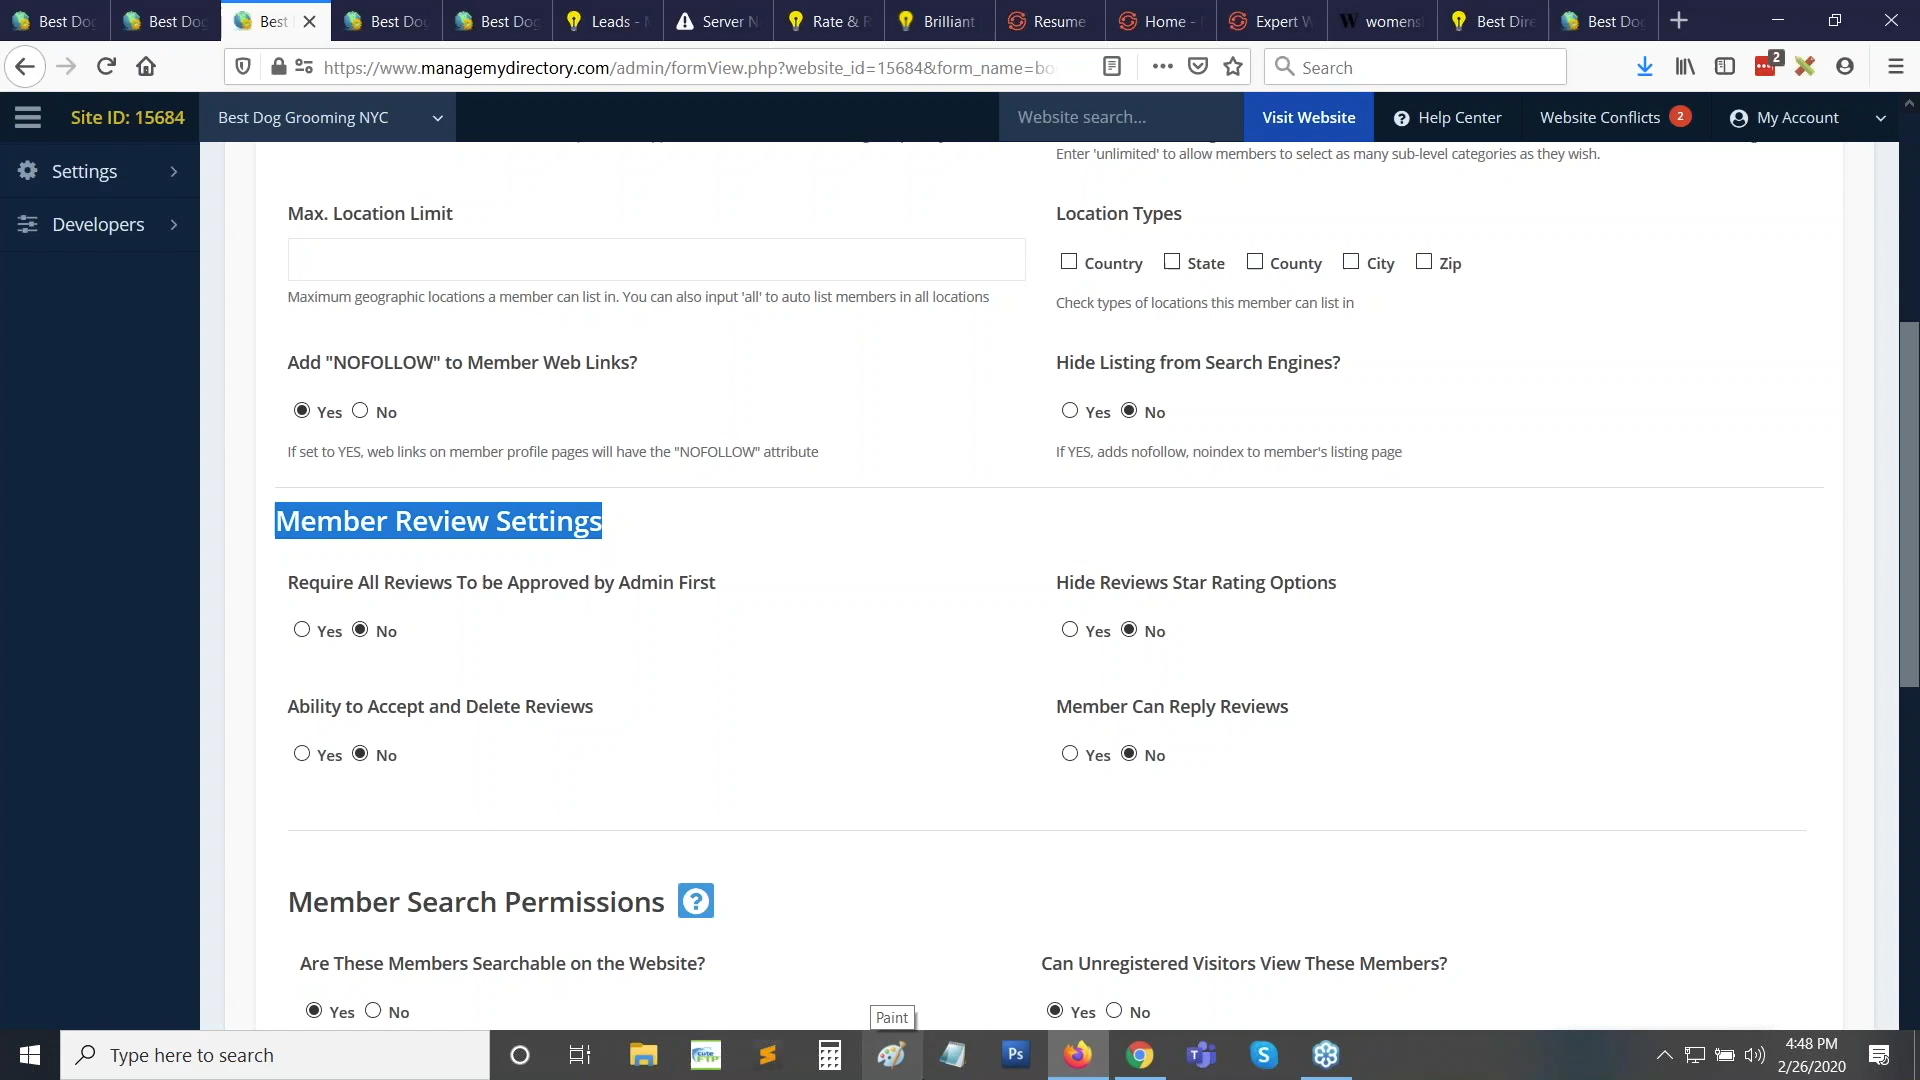 Best Dog
Best Dog
Best
Best Dog
Best Dog
Leads -
Server N
Rate & R
Brilliant
Resume
Home -
Expert W
womens
Best Dire
Best Dog
https://www.managemydirectory.com/admin/formView.php?website_id=15684&form_name=bo
Search
2
Site ID: 15684
Best Dog Grooming NYC
Website search...
Visit Website
Help Center
Website Conflicts 2
My Account
Settings
Developers
Enter 'unlimited' to allow members to select as many sub-level categories as they wish.
Max. Location Limit
Maximum geographic locations a member can list in. You can also input 'all' to auto list members in all locations
Location Types
Country State County City Zip
Check types of locations this member can list in
Add "NOFOLLOW" to Member Web Links?
Yes No
If set to YES, web links on member profile pages will have the "NOFOLLOW" attribute
Hide Listing from Search Engines?
Yes No
If YES, adds nofollow, noindex to member's listing page
Member Review Settings
Require All Reviews To be Approved by Admin First
Yes No
Hide Reviews Star Rating Options
Yes No
Ability to Accept and Delete Reviews
Yes No
Member Can Reply Reviews
Yes No
Member Search Permissions ?
Are These Members Searchable on the Website?
Yes No
Can Unregistered Visitors View These Members?
Yes No
Paint
Type here to search
cute FTP
Ps
4:48 PM
2/26/2020